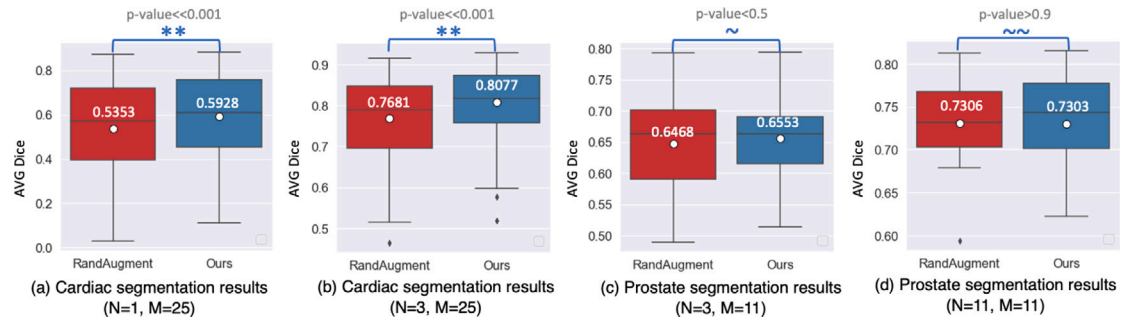 p-value<<0.001
**
AVG Dice
0.8
0.6
0.4
0.2
0.0
0.5353
0.5928
RandAugment
Ours
(a) Cardiac segmentation results
(N=1, M=25)
p-value<<0.001
**
AVG Dice
0.9
0.8
0.7
0.6
0.5
0.7681
0.8077
RandAugment
Ours
(b) Cardiac segmentation results
(N=3, M=25)
p-value<0.5
~
AVG Dice
0.80
0.75
0.70
0.65
0.60
0.55
0.50
0.6468
0.6553
RandAugment
Ours
(c) Prostate segmentation results
(N=3, M=11)
p-value>0.9
~~
AVG Dice
0.80
0.75
0.70
0.65
0.60
0.7306
0.7303
RandAugment
Ours
(d) Prostate segmentation results
(N=11, M=11)